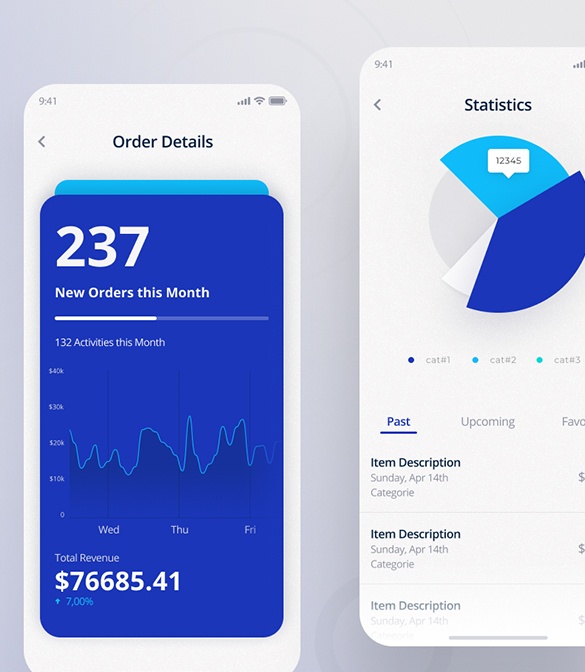 9:41
Order Details
237
New Orders this Month
132 Activities this Month
$40k
$30k
$20k
$10k
0
Wed Thu Fri
Total Revenue
$76685.41
7,00%
9:41
Statistics
12345
cat#1 cat#2 cat#3
Past Upcoming
Item Description
Sunday, Apr 14th
$
Categorie
Item Description
Sunday, Apr 14th
$
Categorie
Item Description
Sunday, Apr 14th
$